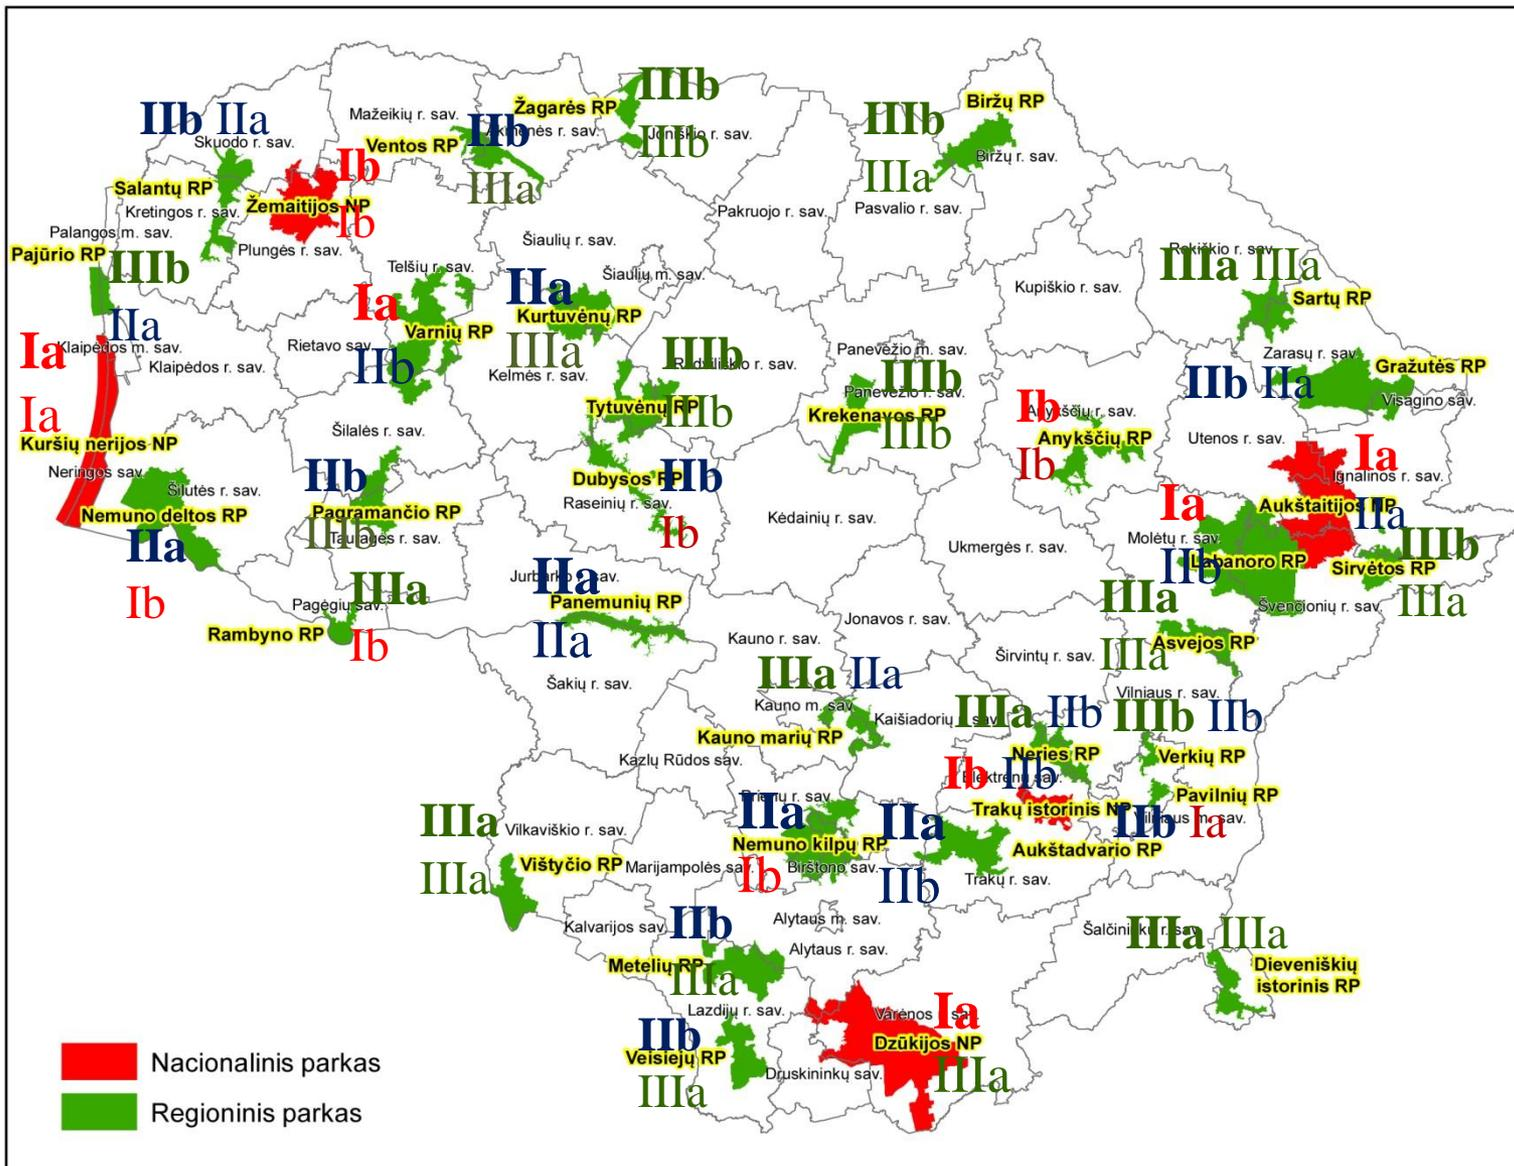 IIIb
Žagarės RP
Biržų RP
IIb IIa
Mažeikių r. sav.
IIb
Akmenės r. sav.
IIIb
Skuodo r. sav.
Ventos RP
Joniškio r. sav.
IIIb
Biržų r. sav.
Ib
IIIa
IIIa
Salantų RP
Žemaitijos NP
Kretingos r. sav.
Ib
Pakruojo r. sav.
Pasvalio r. sav.
Palangos m. sav.
Plungės r. sav.
Šiaulių r. sav.
Rokiškio r. sav.
Pajūrio RP
IIIb
Telšių r. sav.
Šiaulių m. sav.
IIIa IIIa
Ia
IIa
Kupiškio r. sav.
Sartų RP
IIa
Varnių RP
Kurtuvėnų RP
Ia
Klaipėdos m. sav.
Rietavo sav.
IIIa
IIIb
Panevėžio m. sav.
Zarasų r. sav.
Klaipėdos r. sav.
IIb
Kelmės r. sav.
Radviliškio r. sav.
IIIb
Gražutės RP
Panevėžio r. sav.
IIb IIa
Visagino sav.
Ia
Tytuvėnų RP
IIIb
Krekenavos RP
IIIb
Ib
Anykščių r. sav.
Kuršių nerijos NP
Šilalės r. sav.
Anykščių RP
Utenos r. sav.
Ia
Neringos sav.
IIb
Dubysos RP
IIb
Ib
Ignalinos r. sav.
Šilutės r. sav.
Raseinių r. sav.
Ia
Aukštaitijos NP
Nemuno deltos RP
Pagramančio RP
Kėdainių r. sav.
IIa
IIa
IIIb
Tauragės r. sav.
Ib
Ukmergės r. sav.
Molėtų r. sav.
IIIb
Jurbarko r. sav.
IIa
IIb
Labanoro RP
Sirvėtos RP
Ib
IIIa
Panemunių RP
IIIa
Švenčionių r. sav.
IIIa
Pagėgių sav.
Rambyno RP
Ib
IIa
Kauno r. sav.
Jonavos r. sav.
Asvejos RP
Širvintų r. sav.
IIIa
Šakių r. sav.
IIIa IIa
Vilniaus r. sav.
Kauno m. sav.
Kaišiadorių r. sav.
IIIa IIb
IIIb IIb
Kauno marių RP
Neries RP
Verkių RP
Kazlų Rūdos sav.
Ib IIb
Elektrėnų sav.
Prienų r. sav.
Pavilnių RP
IIIa
IIa
IIa
Trakų istorinis NP
IIb Ia
Vilniaus m. sav.
Vilkaviškio r. sav.
Nemuno kilpų RP
Aukštadvario RP
Vištyčio RP
Marijampolės sav.
Birštono sav.
IIIa
Ib
IIb
Trakų r. sav.
Kalvarijos sav.
IIb
Alytaus m. sav.
Šalčininkų r. sav.
IIIa IIIa
Alytaus r. sav.
Metelių RP
IIIa
Dieveniškių
istorinis RP
Lazdijų r. sav.
Varėnos r. sav.
Ia
IIb
Dzūkijos NP
Veisiejų RP
Druskininkų sav.
IIIa
IIIa
Nacionalinis parkas
Regioninis parkas